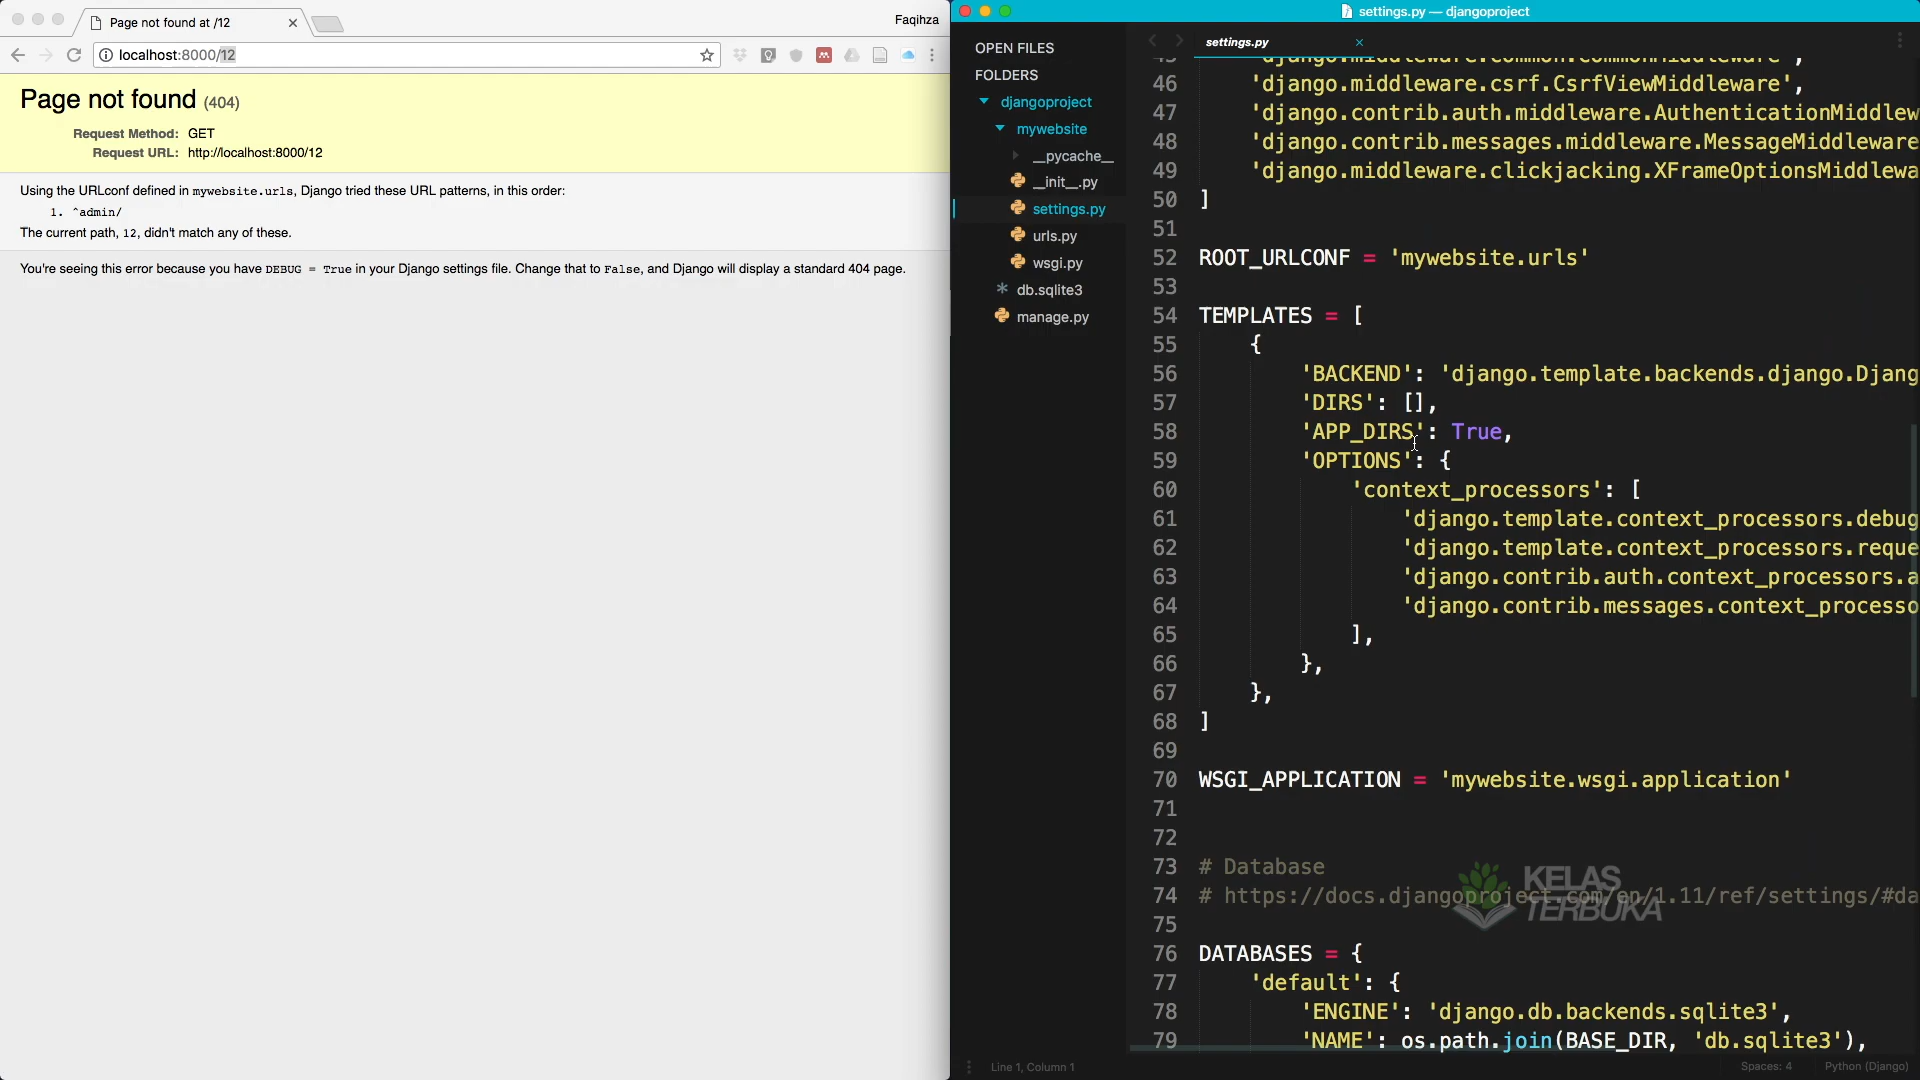 Page not found at /12
Faqihza
localhost:8000/12
Page not found (404)
Request Method: GET
Request URL: http://localhost:8000/12
Using the URLconf defined in mywebsite.urls, Django tried these URL patterns, in this order:
1. ^admin/
The current path, 12, didn't match any of these.
You're seeing this error because you have DEBUG = True in your Django settings file. Change that to False, and Django will display a standard 404 page.
settings.py — djangoproject
OPEN FILES
FOLDERS
djangoproject
mywebsite
__pycache__
__init__.py
settings.py
urls.py
wsgi.py
db.sqlite3
manage.py
settings.py
45 'django.middleware.common.CommonMiddleware',
46 'django.middleware.csrf.CsrfViewMiddleware',
47 'django.contrib.auth.middleware.AuthenticationMiddlew
48 'django.contrib.messages.middleware.MessageMiddleware
49 'django.middleware.clickjacking.XFrameOptionsMiddlewa
50 ]
51
52 ROOT_URLCONF = 'mywebsite.urls'
53
54 TEMPLATES = [
55 {
56 'BACKEND': 'django.template.backends.django.Djang
57 'DIRS': [],
58 'APP_DIRS': True,
59 'OPTIONS': {
60 'context_processors': [
61 'django.template.context_processors.debug
62 'django.template.context_processors.reque
63 'django.contrib.auth.context_processors.a
64 'django.contrib.messages.context_processo
65 ],
66 },
67 },
68 ]
69
70 WSGI_APPLICATION = 'mywebsite.wsgi.application'
71
72
73 # Database
74 # https://docs.djangoproject.com/en/1.11/ref/settings/#da
75
76 DATABASES = {
77 'default': {
78 'ENGINE': 'django.db.backends.sqlite3',
79 'NAME': os.path.join(BASE_DIR, 'db.sqlite3'),
KELAS
TERBUKA
Line 1, Column 1
Spaces: 4
Python (Django)